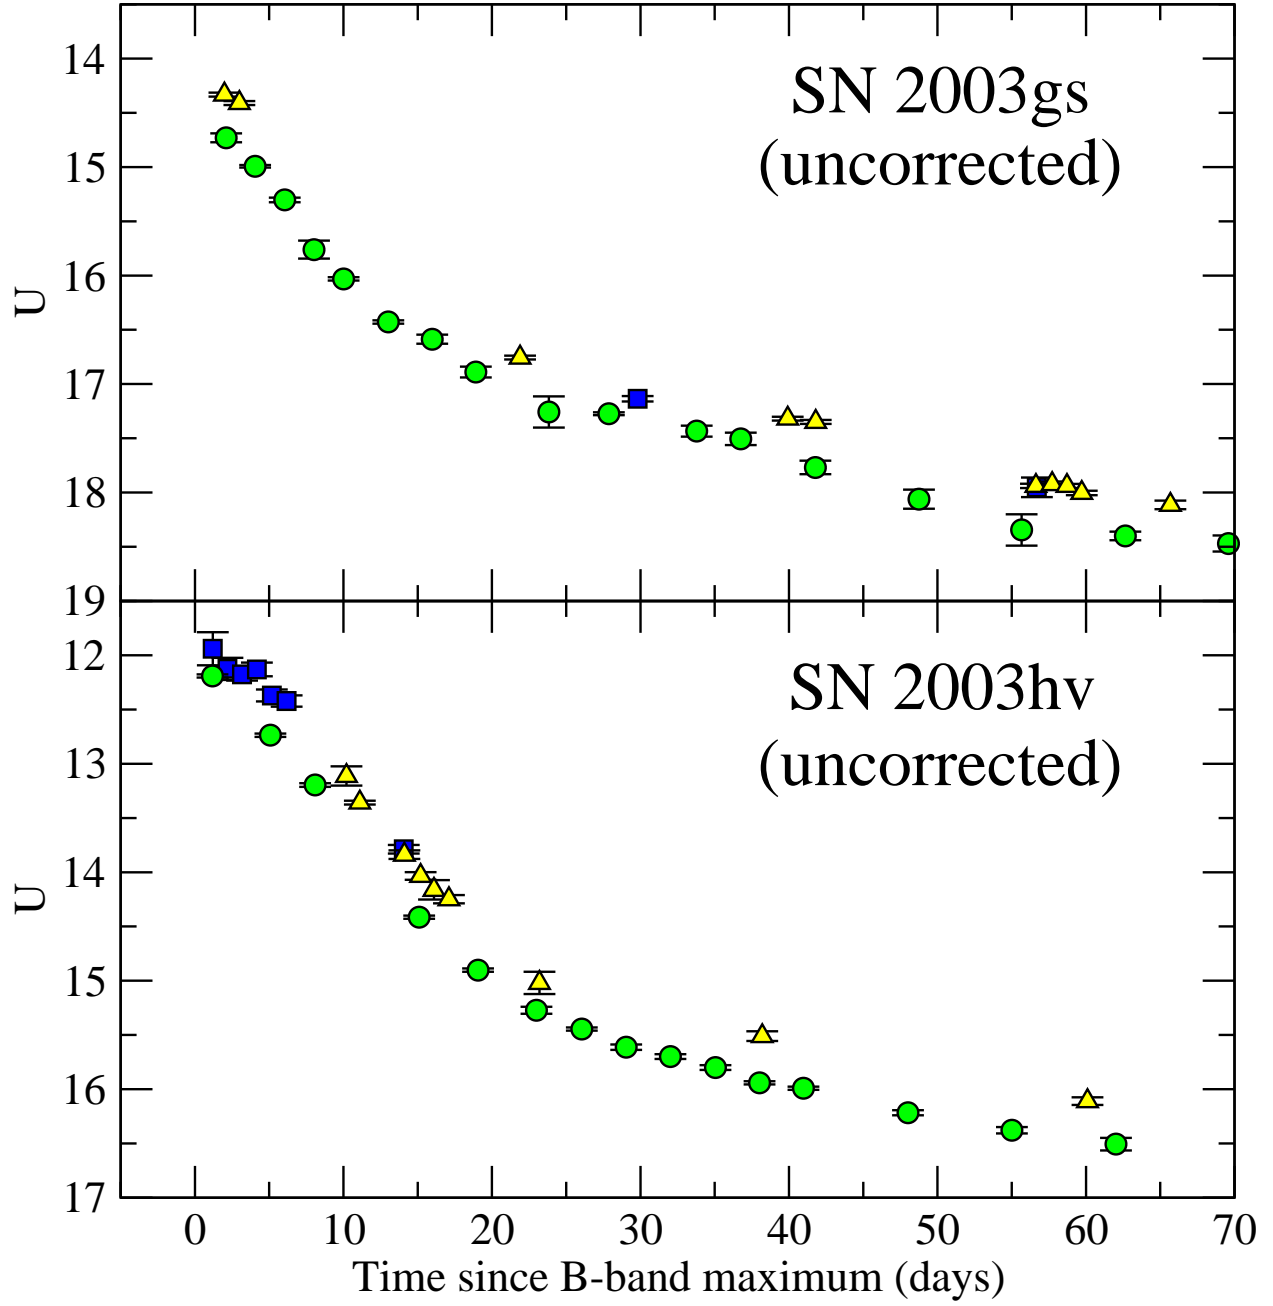 14
15
16
17
18
19
U
SN 2003gs
(uncorrected)
12
13
14
15
16
17
U
SN 2003hv
(uncorrected)
0 10 20 30 40 50 60 70
Time since B-band maximum (days)